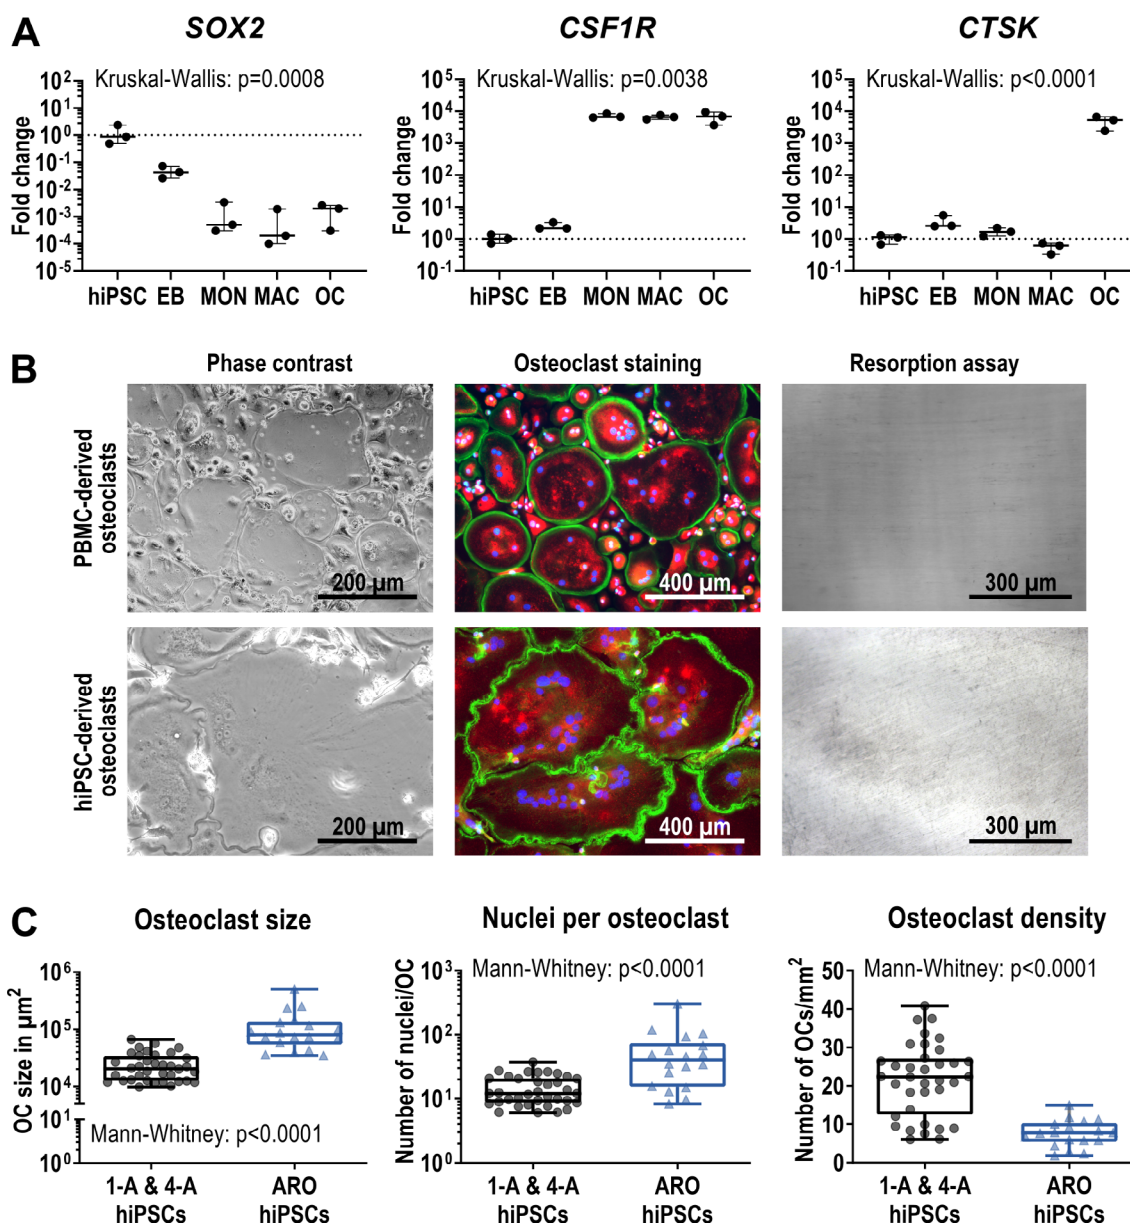 A
SOX2
CSF1R
CTSK
Kruskal-Wallis: p=0.0008
Kruskal-Wallis: p=0.0038
Kruskal-Wallis: p<0.0001
Fold change
10²
10¹
10⁰
10⁻¹
10⁻²
10⁻³
10⁻⁴
10⁻⁵
hiPSC EB MON MAC OC
Fold change
10⁵
10⁴
10³
10²
10¹
10⁰
10⁻¹
hiPSC EB MON MAC OC
Fold change
10⁵
10⁴
10³
10²
10¹
10⁰
10⁻¹
hiPSC EB MON MAC OC
B
Phase contrast
Osteoclast staining
Resorption assay
PBMC-derived
osteoclasts
200 µm
400 µm
300 µm
hiPSC-derived
osteoclasts
200 µm
400 µm
300 µm
C
Osteoclast size
Nuclei per osteoclast
Osteoclast density
OC size in µm²
10⁶
10⁵
10⁴
10¹
10⁰
Mann-Whitney: p<0.0001
1-A & 4-A
hiPSCs
ARO
hiPSCs
Number of nuclei/OC
10³
10²
10¹
10⁰
Mann-Whitney: p<0.0001
1-A & 4-A
hiPSCs
ARO
hiPSCs
Number of OCs/mm²
50
40
30
20
10
0
Mann-Whitney: p<0.0001
1-A & 4-A
hiPSCs
ARO
hiPSCs